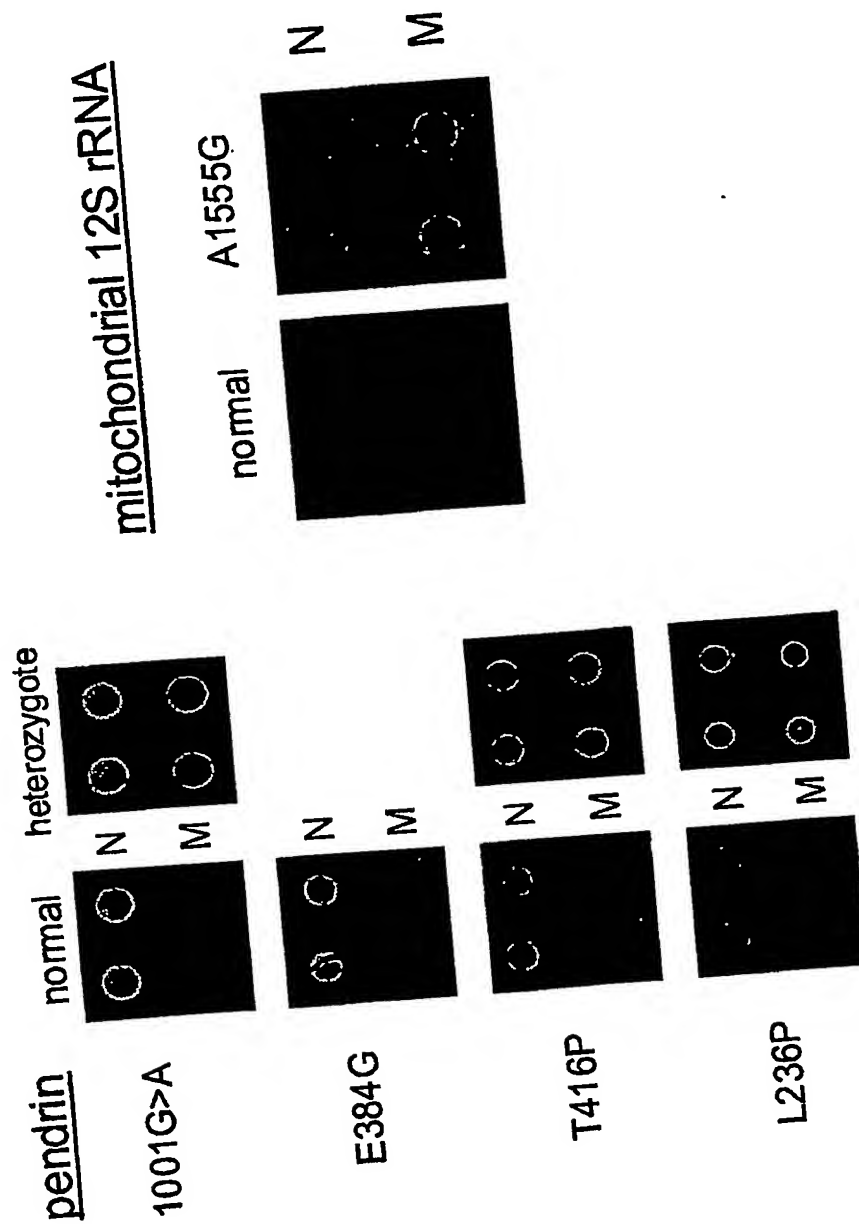 pendrin
normal heterozygote
1001G>A N M
E384G N M
T416P N M
L236P N M
mitochondrial 12S rRNA
normal A1555G
N
M